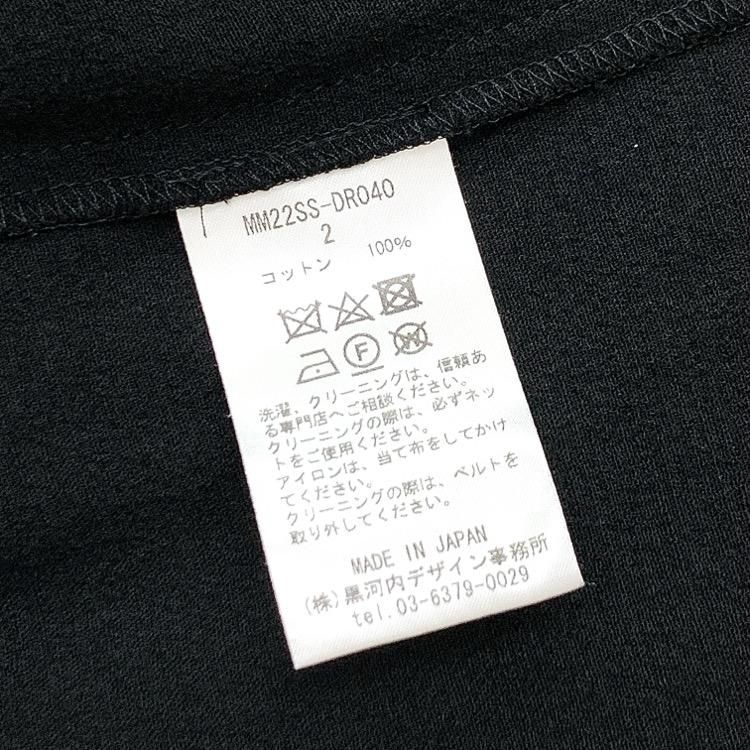 MM22SS-DR040
2
コットン 100%
F
W
洗濯、クリーニングは、信頼あ
る専門店へご相談ください。
クリーニングの際は、必ずネッ
トをご使用ください。
アイロンは、当て布をしてかけ
てください。
クリーニングの際は、ベルトを
取り外してください。
MADE IN JAPAN
(株)黒河内デザイン事務所
tel.03-6379-0029